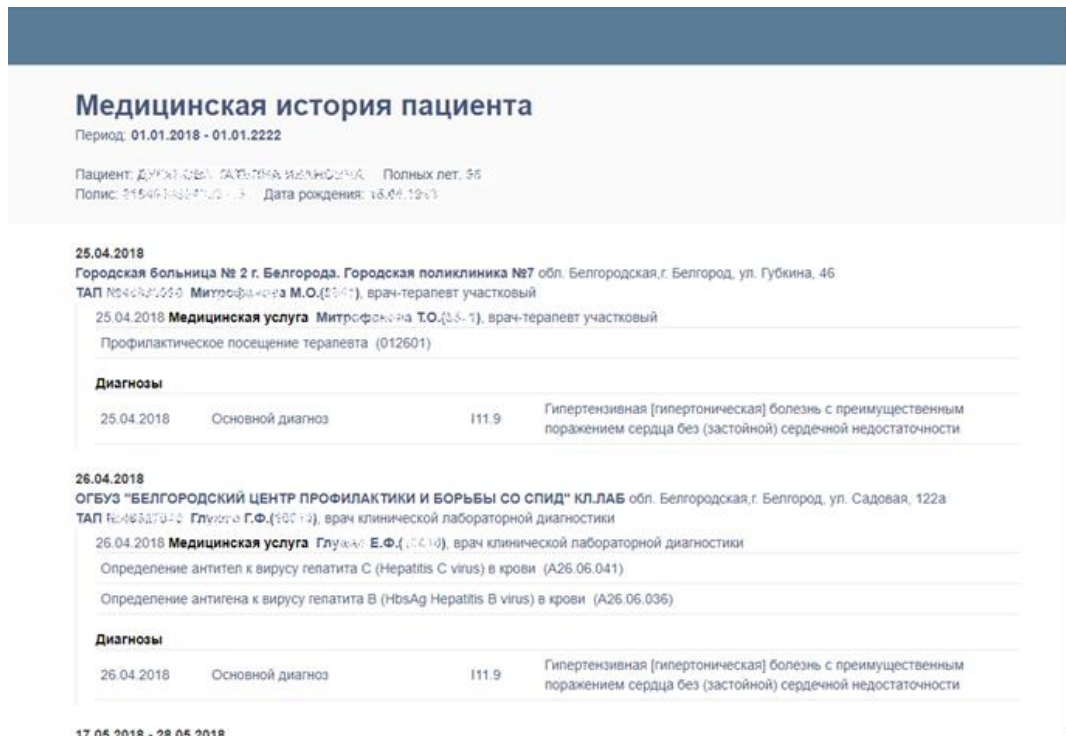 Медицинская история пациента
Период: 01.01.2018 - 01.01.2222
Пациент: Полных лет:
Полис: Дата рождения:
25.04.2018
Городская больница № 2 г. Белгорода. Городская поликлиника №7 обл. Белгородская,г. Белгород, ул. Губкина, 46
ТАП М.О. врач-терапевт участковый
25.04.2018 Медицинская услуга Т.О. врач-терапевт участковый
Профилактическое посещение терапевта (012601)
Диагнозы
25.04.2018 Основной диагноз I11.9 Гипертензивная [гипертоническая] болезнь с преимущественным
поражением сердца без (застойной) сердечной недостаточности
26.04.2018
ОГБУЗ "БЕЛГОРОДСКИЙ ЦЕНТР ПРОФИЛАКТИКИ И БОРЬБЫ СО СПИД" КЛ.ЛАБ обл. Белгородская,г. Белгород, ул. Садовая, 122а
ТАП Г.Ф. врач клинической лабораторной диагностики
26.04.2018 Медицинская услуга Е.Ф. врач клинической лабораторной диагностики
Определение антител к вирусу гепатита C (Hepatitis C virus) в крови (A26.06.041)
Определение антигена к вирусу гепатита B (HbsAg Hepatitis B virus) в крови (A26.06.036)
Диагнозы
26.04.2018 Основной диагноз I11.9 Гипертензивная [гипертоническая] болезнь с преимущественным
поражением сердца без (застойной) сердечной недостаточности
17.05.2018 - 28.05.2018